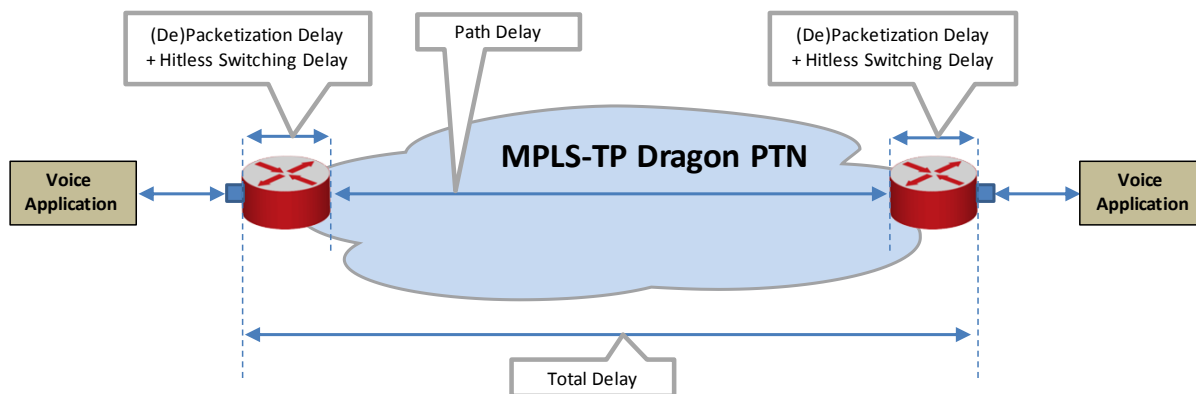 (De)Packetization Delay
+ Hitless Switching Delay
Path Delay
(De)Packetization Delay
+ Hitless Switching Delay
MPLS-TP Dragon PTN
Voice
Application
Voice
Application
Total Delay